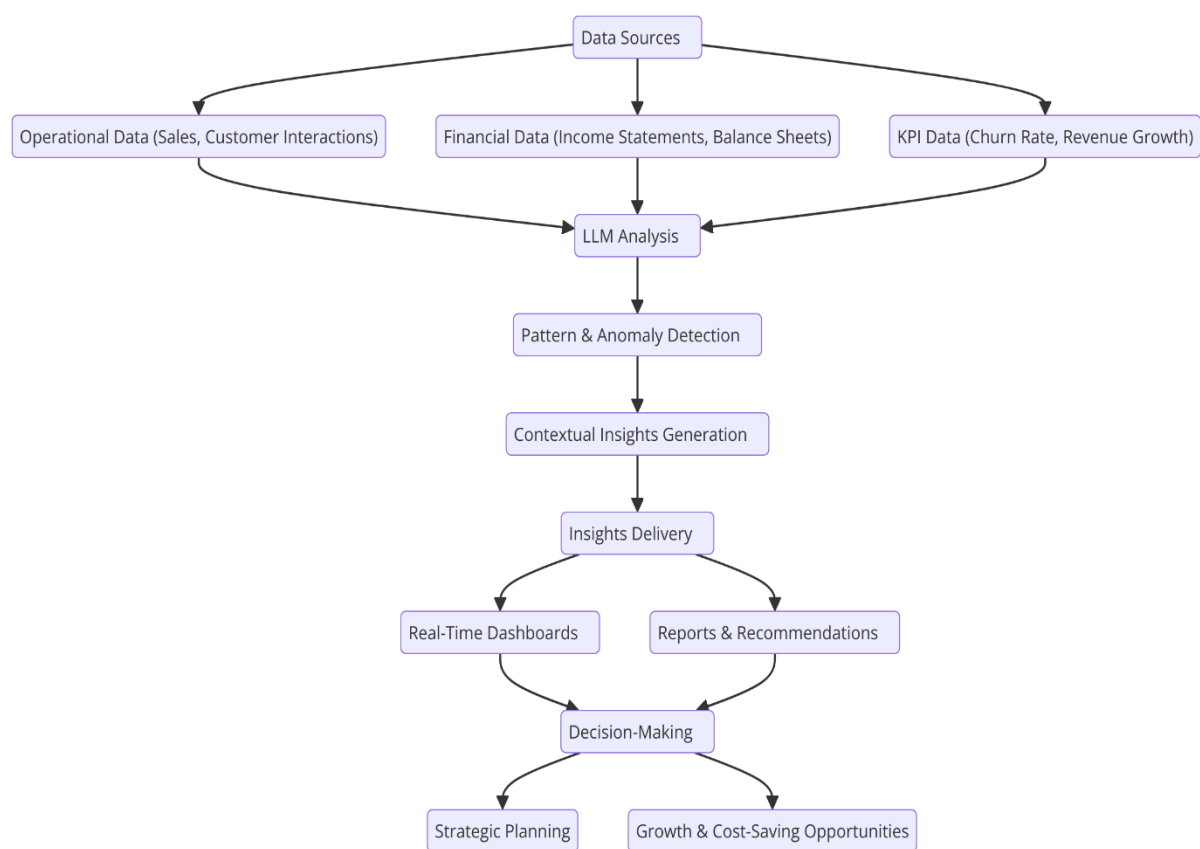 Data Sources
Operational Data (Sales, Customer Interactions)
Financial Data (Income Statements, Balance Sheets)
KPI Data (Churn Rate, Revenue Growth)
LLM Analysis
Pattern & Anomaly Detection
Contextual Insights Generation
Insights Delivery
Real-Time Dashboards
Reports & Recommendations
Decision-Making
Strategic Planning
Growth & Cost-Saving Opportunities